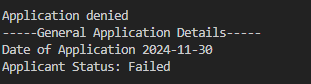 Application denied
-----General Application Details-----
Date of Application 2024-11-30
Applicant Status: Failed